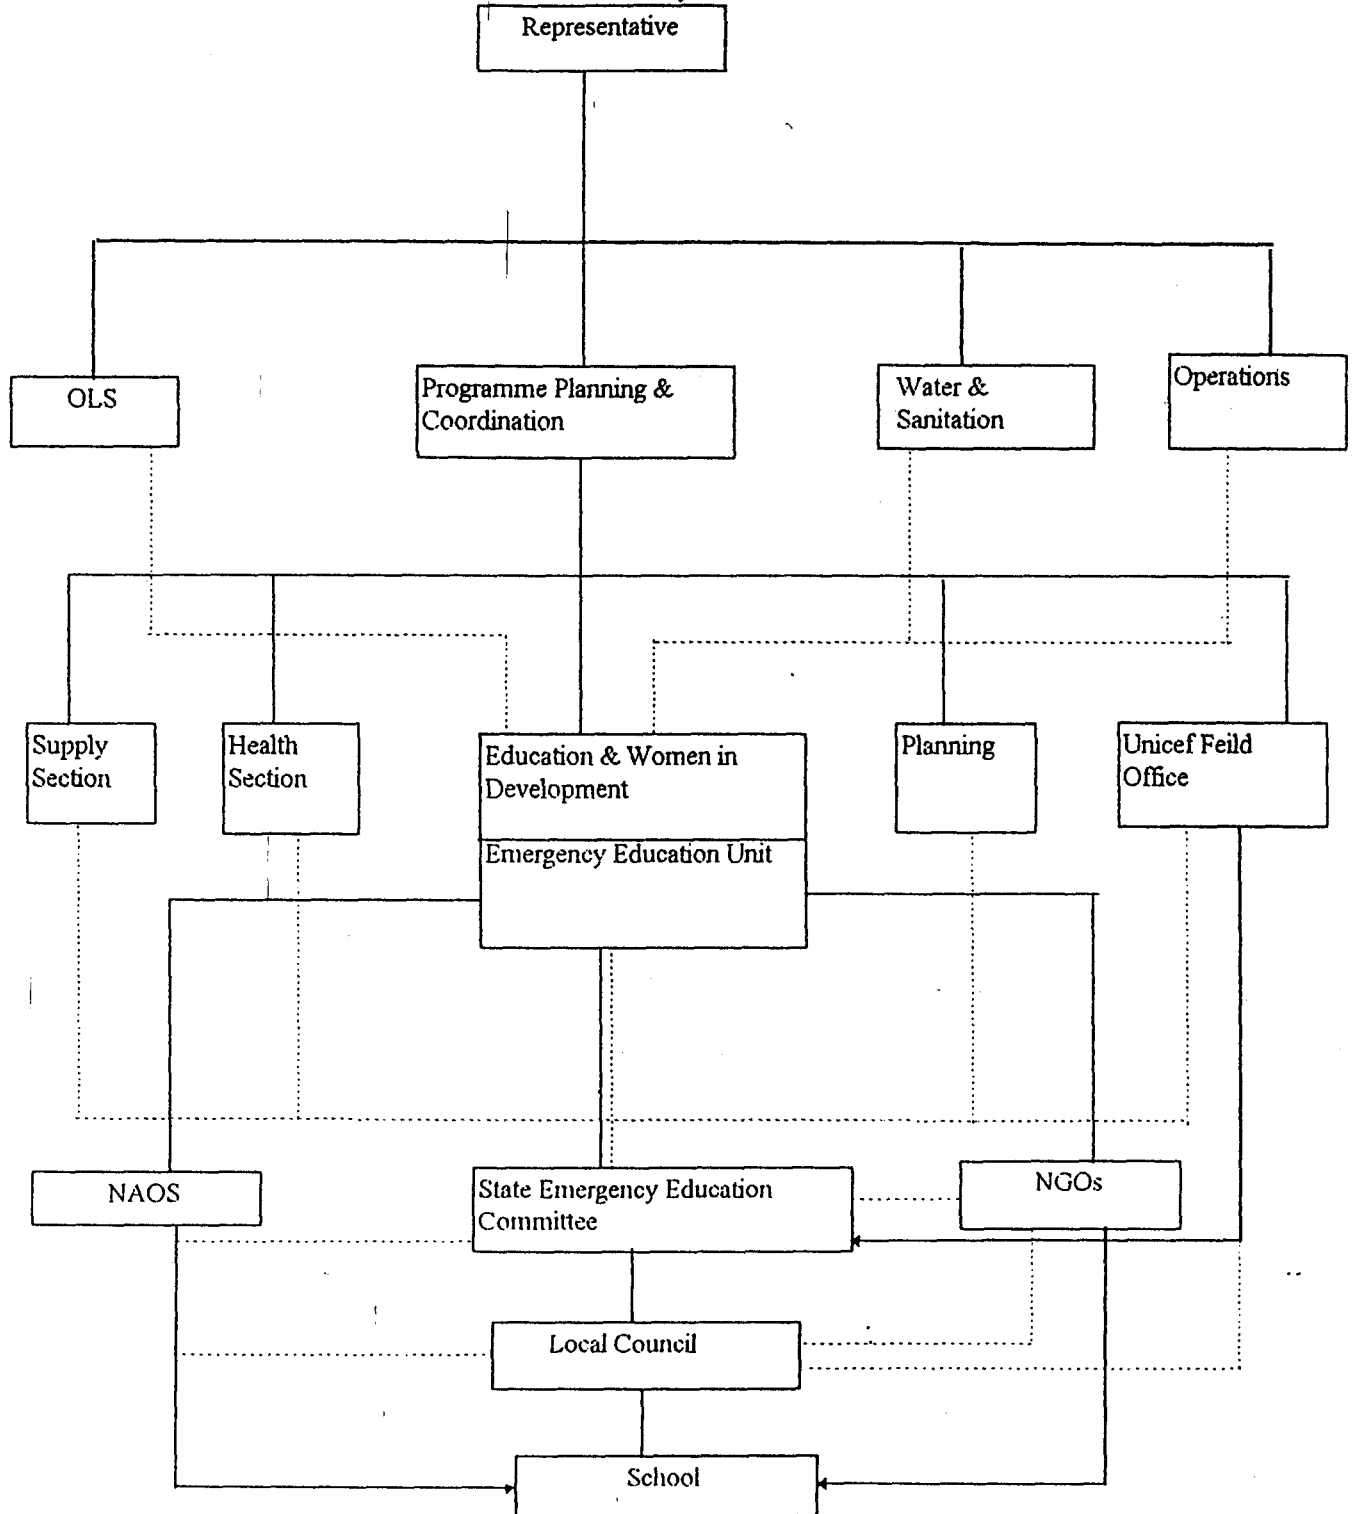 Representative
OLS
Programme Planning &
Coordination
Water &
Sanitation
Operations
Supply
Section
Health
Section
Education & Women in
Development
Planning
Unicef Feild
Office
Emergency Education Unit
NAOS
State Emergency Education
Committee
NGOs
Local Council
School